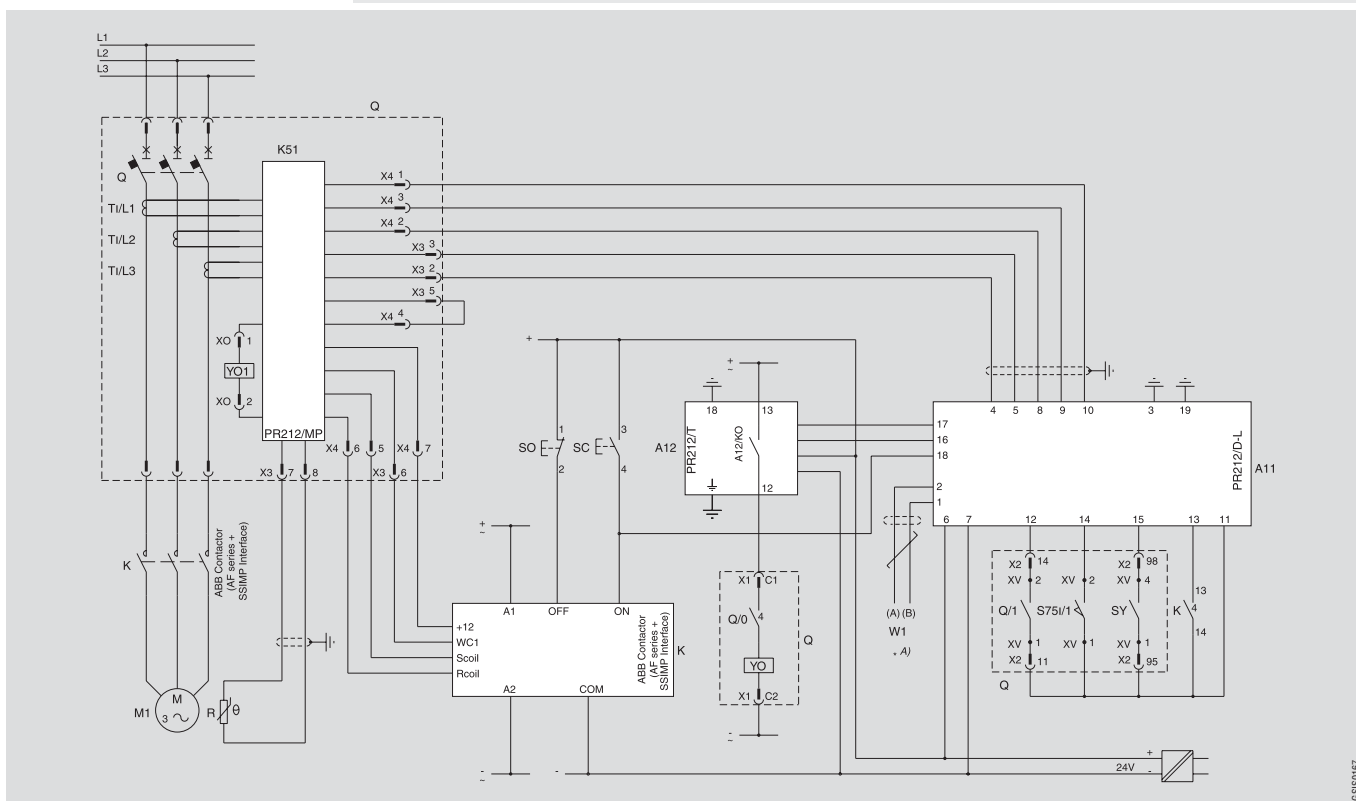 L1
L2
L3
Q
K51
Q
TI/L1
TI/L2
TI/L3
X4 1
X4 3
X4 2
X3 3
X3 2
X3 5
X4 4
XO 1
YO1
XO 2
PR212/MP
X4 6
5
X4 7
X3 7
8
X3 6
K
ABB Contactor
(AF series +
SSIMP Interface)
M1
M
3
R
θ
+
SO
1
2
SC
3
4
+
~
A1
OFF
ON
+12
WC1
Scoil
Rcoil
A2
COM
ABB Contactor
(AF series +
SSIMP Interface)
K
-
~
-
+
~
18
13
A12
PR212/T
A12/KO
12
X1 C1
Q/0 4
YO
X1 C2
Q
-
~
4 5 8 9 10 3 19
17
16
18
2
1
PR212/D-L
A11
6 7 12 14 15 13 11
(A) (B)
W1
* A)
X2 14
XV 2
Q/1
XV 1
X2 11
XV 2
S75I/1
XV 1
X2 98
XV 4
SY
XV 1
X2 95
Q
13
K 4
14
+
24V
-
GSIS0167